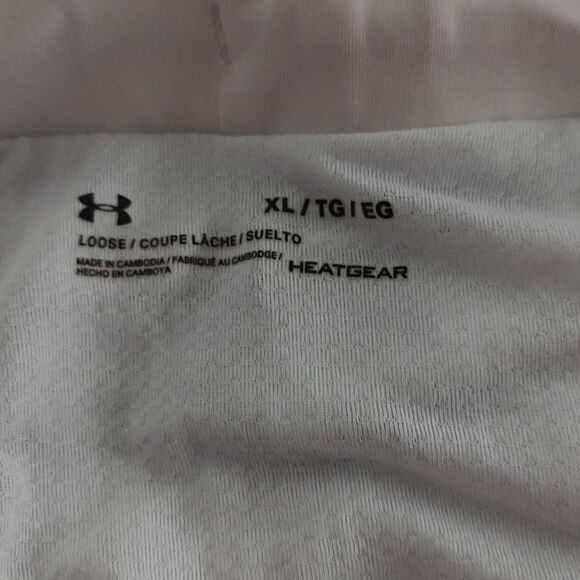 XL / TG I EG
LOOSE / COUPE LÂCHE / SUELTO
MADE IN CAMBODIA / FABRIQUÉ AU CAMBODGE /
HECHO EN CAMBOYA
HEATGEAR